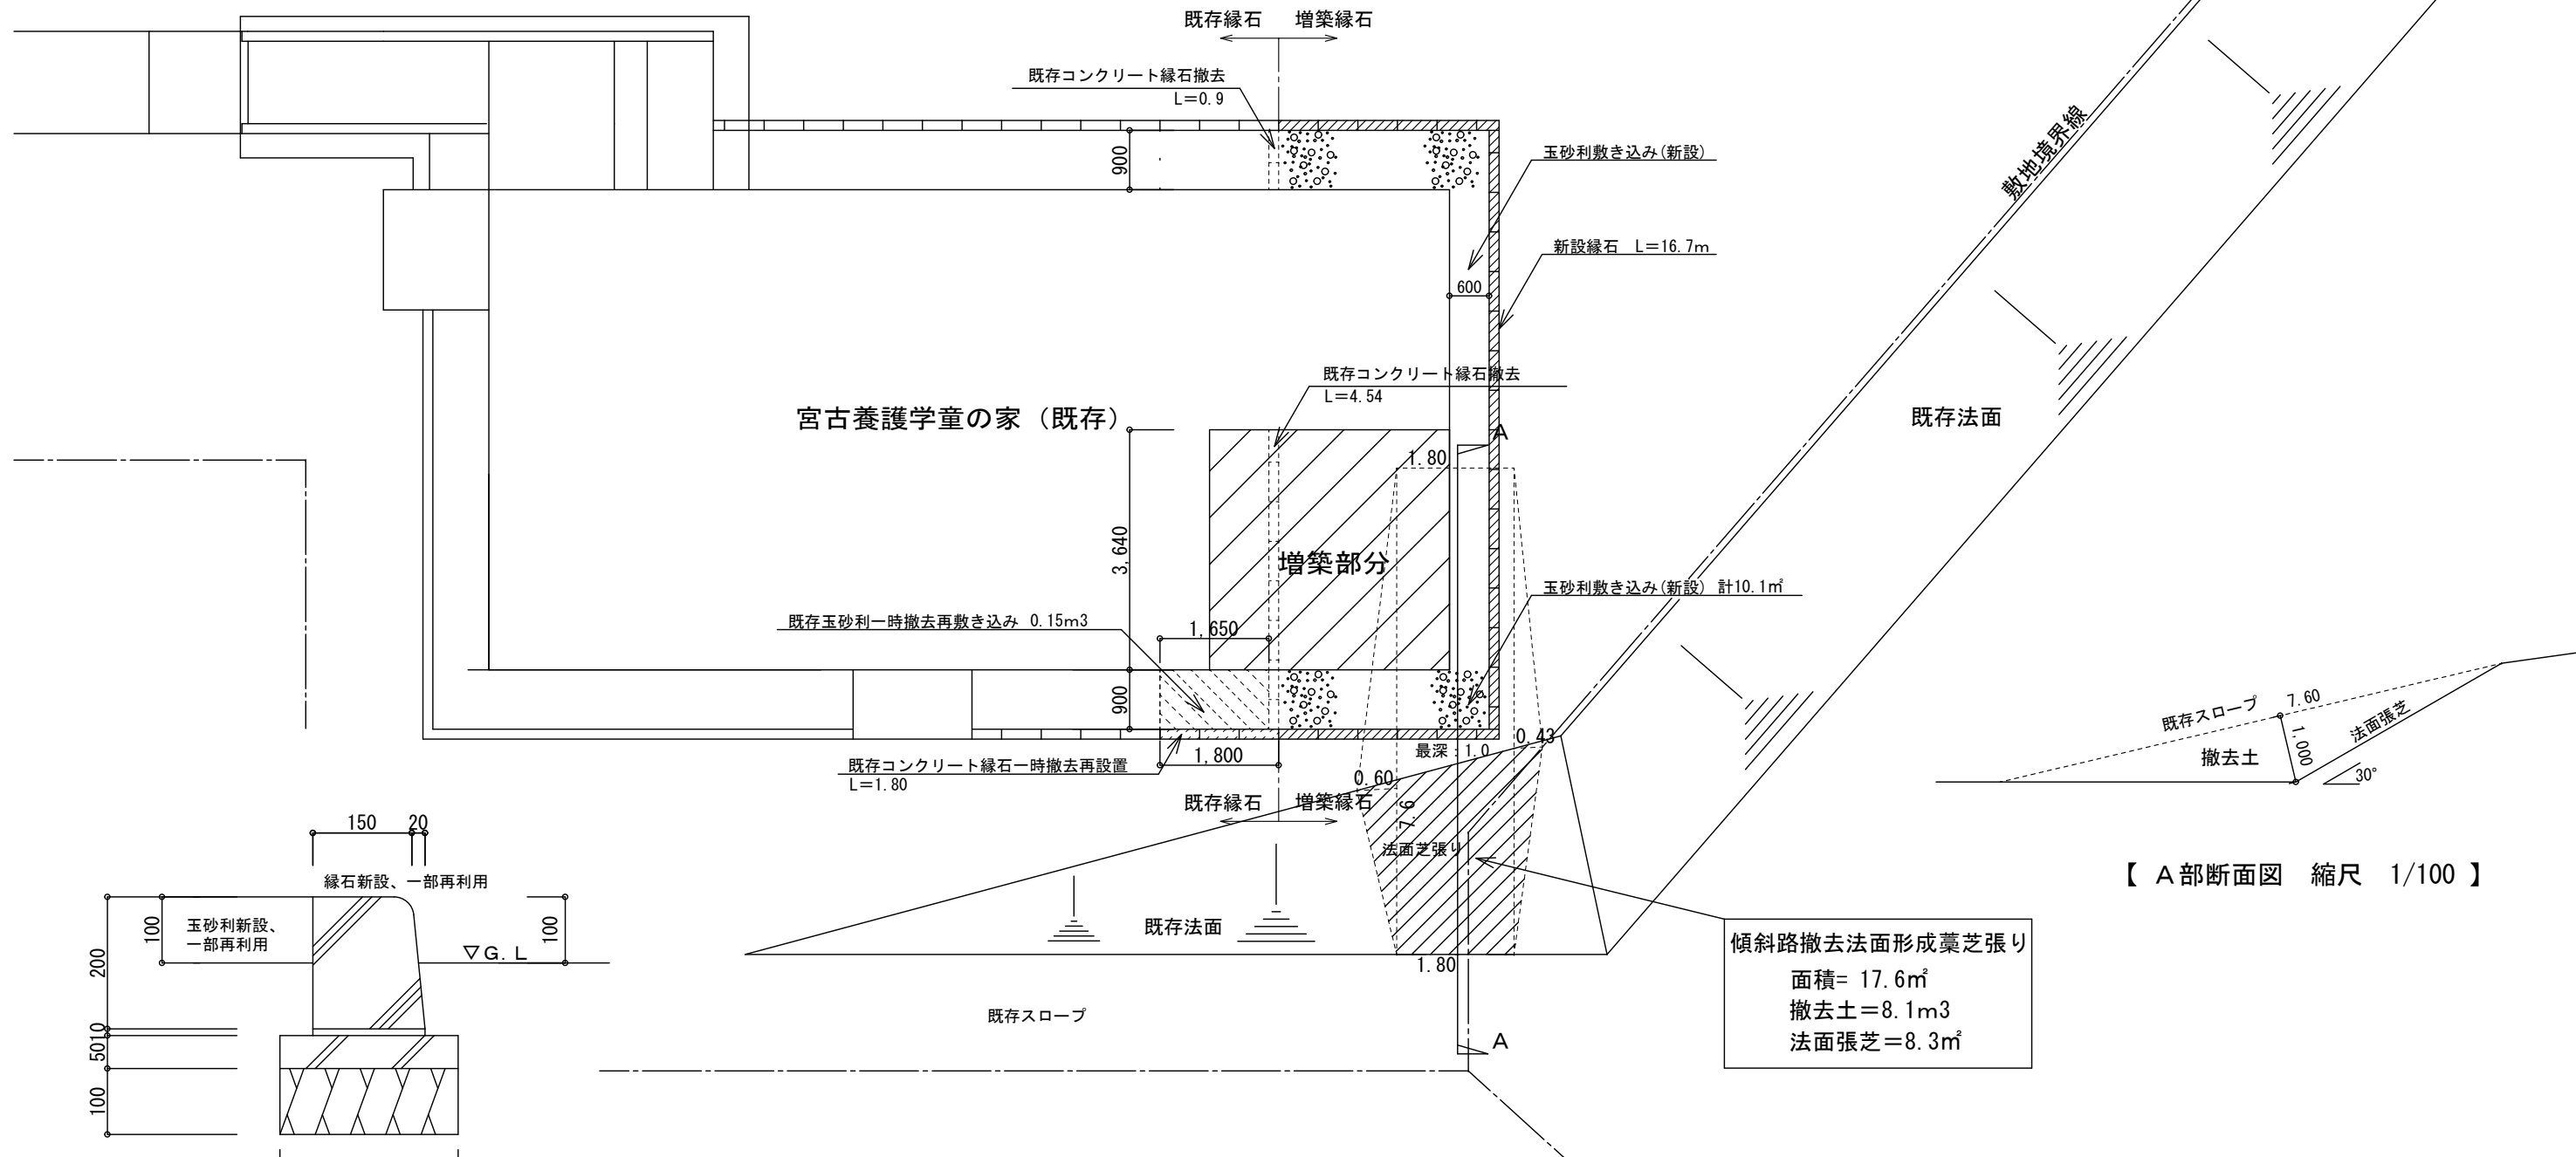 既存縁石 増築縁石
既存コンクリート縁石撤去
L=0.9
900
玉砂利敷き込み(新設)
敷地境界線
新設縁石 L=16.7m
600
既存コンクリート縁石撤去
L=4.54
宮古養護学童の家(既存)
既存法面
A
1.80
3,640
増築部分
玉砂利敷き込み(新設) 計10.1㎡
既存玉砂利一時撤去再敷き込み 0.15m3
1,650
900
最深:1.0
0.43
1,800
既存コンクリート縁石一時撤去再設置
L=1.80
0.60
既存縁石 増築縁石
7.6
法面芝張り
既存法面
1.80
既存スロープ
A
既存スロープ
7.60
法面張芝
1,000
撤去土
30°
【 A部断面図 縮尺 1/100 】
傾斜路撤去法面形成藁芝張り
面積= 17.6㎡
撤去土=8.1m3
法面張芝=8.3㎡
150
20
縁石新設、一部再利用
100
玉砂利新設、
一部再利用
▽G.L
100
200
10
50
100